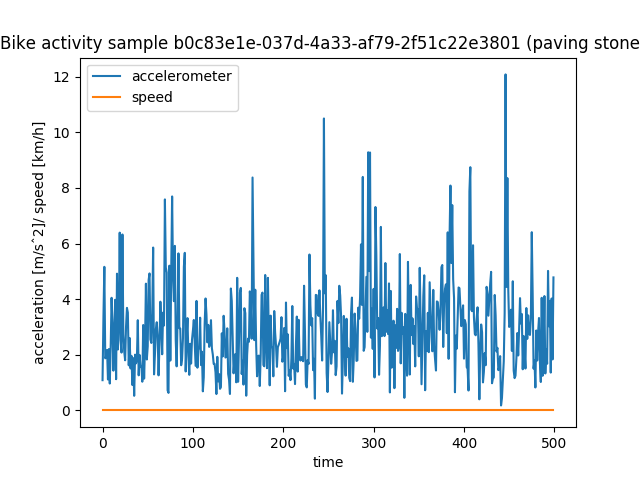 Bike activity sample b0c83e1e-037d-4a33-af79-2f51c22e3801 (paving stone
accelerometer
speed
acceleration [m/s^2]/ speed [km/h]
12
10
8
6
4
2
0
0 100 200 300 400 500
time